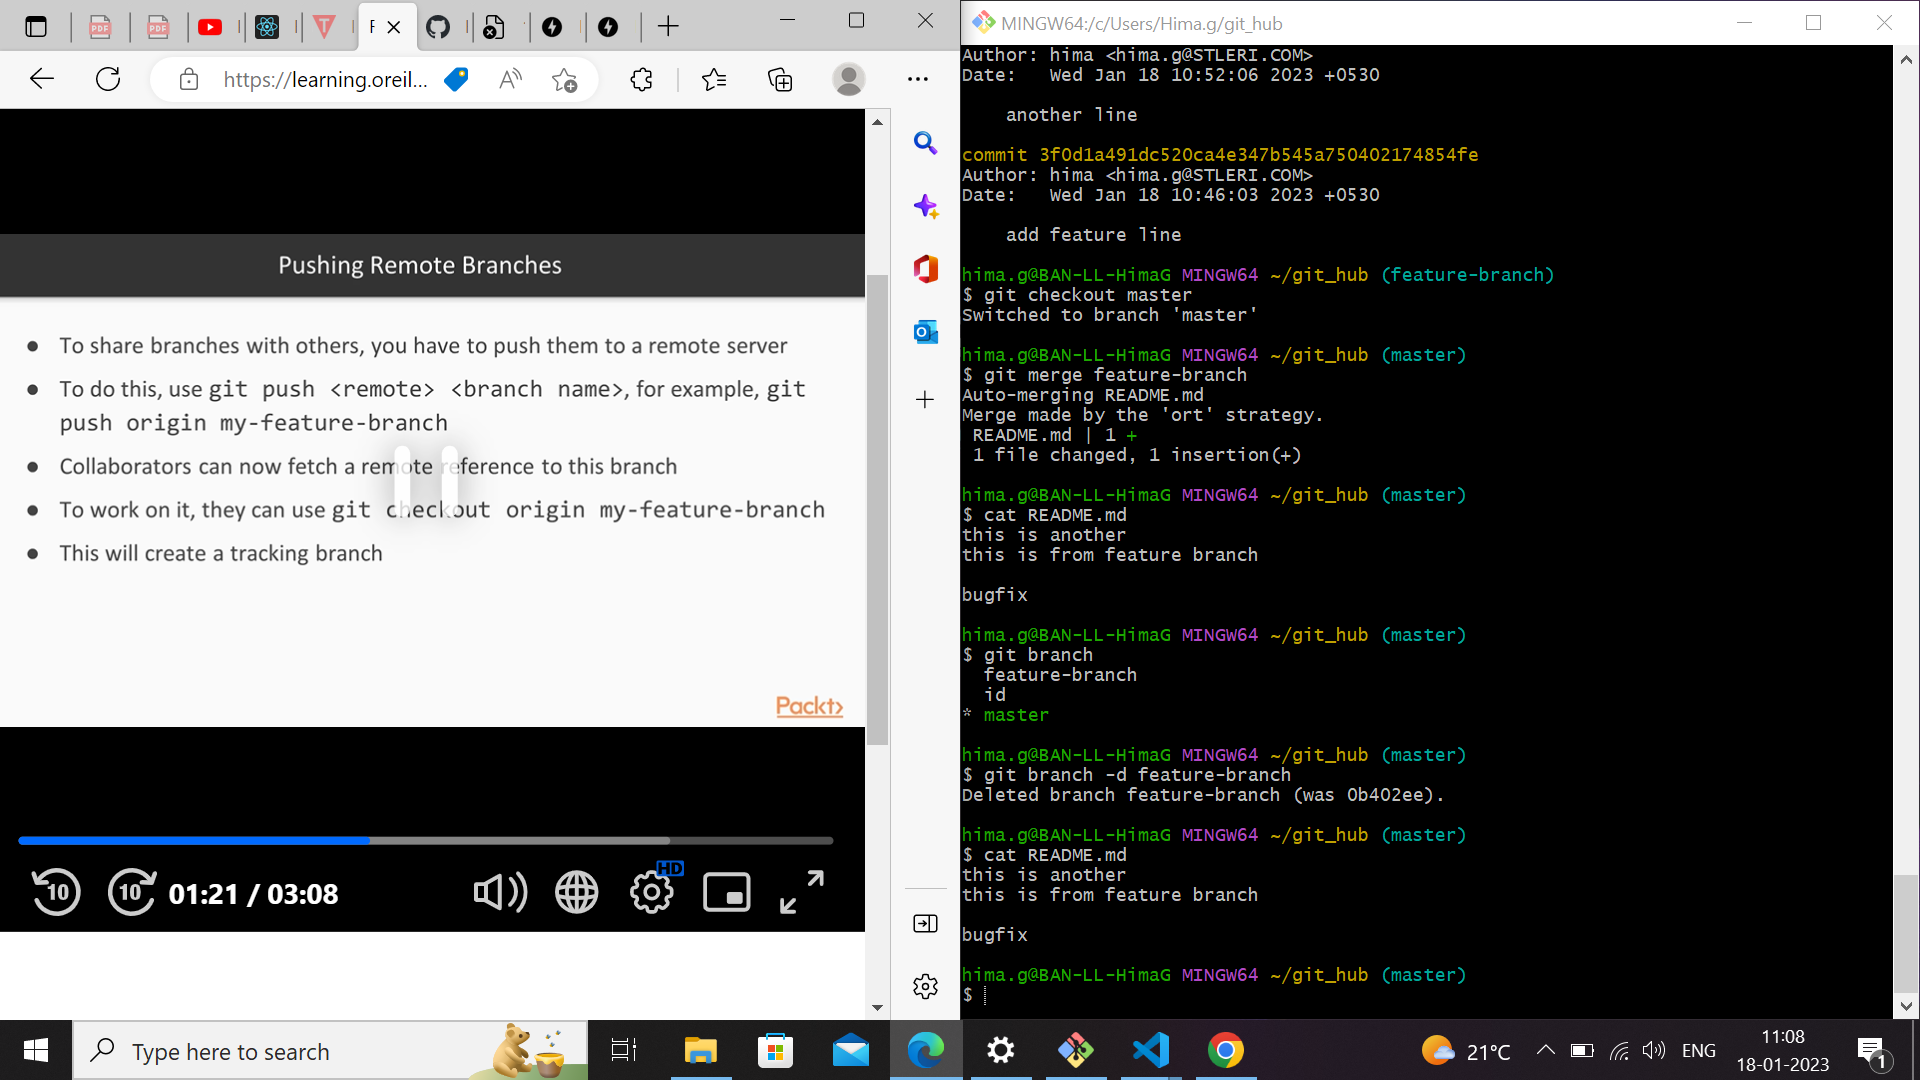 F
https://learning.oreil...
Pushing Remote Branches
● To share branches with others, you have to push them to a remote server
● To do this, use git push <remote> <branch name>, for example, git
push origin my-feature-branch
● Collaborators can now fetch a remote reference to this branch
● To work on it, they can use git checkout origin my-feature-branch
● This will create a tracking branch
Packt>
10
10
01:21 / 03:08
HD
MINGW64:/c/Users/Hima.g/git_hub
Author: hima <hima.g@STLERI.COM>
Date:   Wed Jan 18 10:52:06 2023 +0530
another line
commit 3f0d1a491dc520ca4e347b545a750402174854fe
Author: hima <hima.g@STLERI.COM>
Date:   Wed Jan 18 10:46:03 2023 +0530
add feature line
hima.g@BAN-LL-HimaG MINGW64 ~/git_hub (feature-branch)
$ git checkout master
Switched to branch 'master'
hima.g@BAN-LL-HimaG MINGW64 ~/git_hub (master)
$ git merge feature-branch
Auto-merging README.md
Merge made by the 'ort' strategy.
README.md | 1 +
1 file changed, 1 insertion(+)
hima.g@BAN-LL-HimaG MINGW64 ~/git_hub (master)
$ cat README.md
this is another
this is from feature branch
bugfix
hima.g@BAN-LL-HimaG MINGW64 ~/git_hub (master)
$ git branch
feature-branch
id
* master
hima.g@BAN-LL-HimaG MINGW64 ~/git_hub (master)
$ git branch -d feature-branch
Deleted branch feature-branch (was 0b402ee).
hima.g@BAN-LL-HimaG MINGW64 ~/git_hub (master)
$ cat README.md
this is another
this is from feature branch
bugfix
hima.g@BAN-LL-HimaG MINGW64 ~/git_hub (master)
$
Type here to search
21°C
ENG
11:08
18-01-2023
1